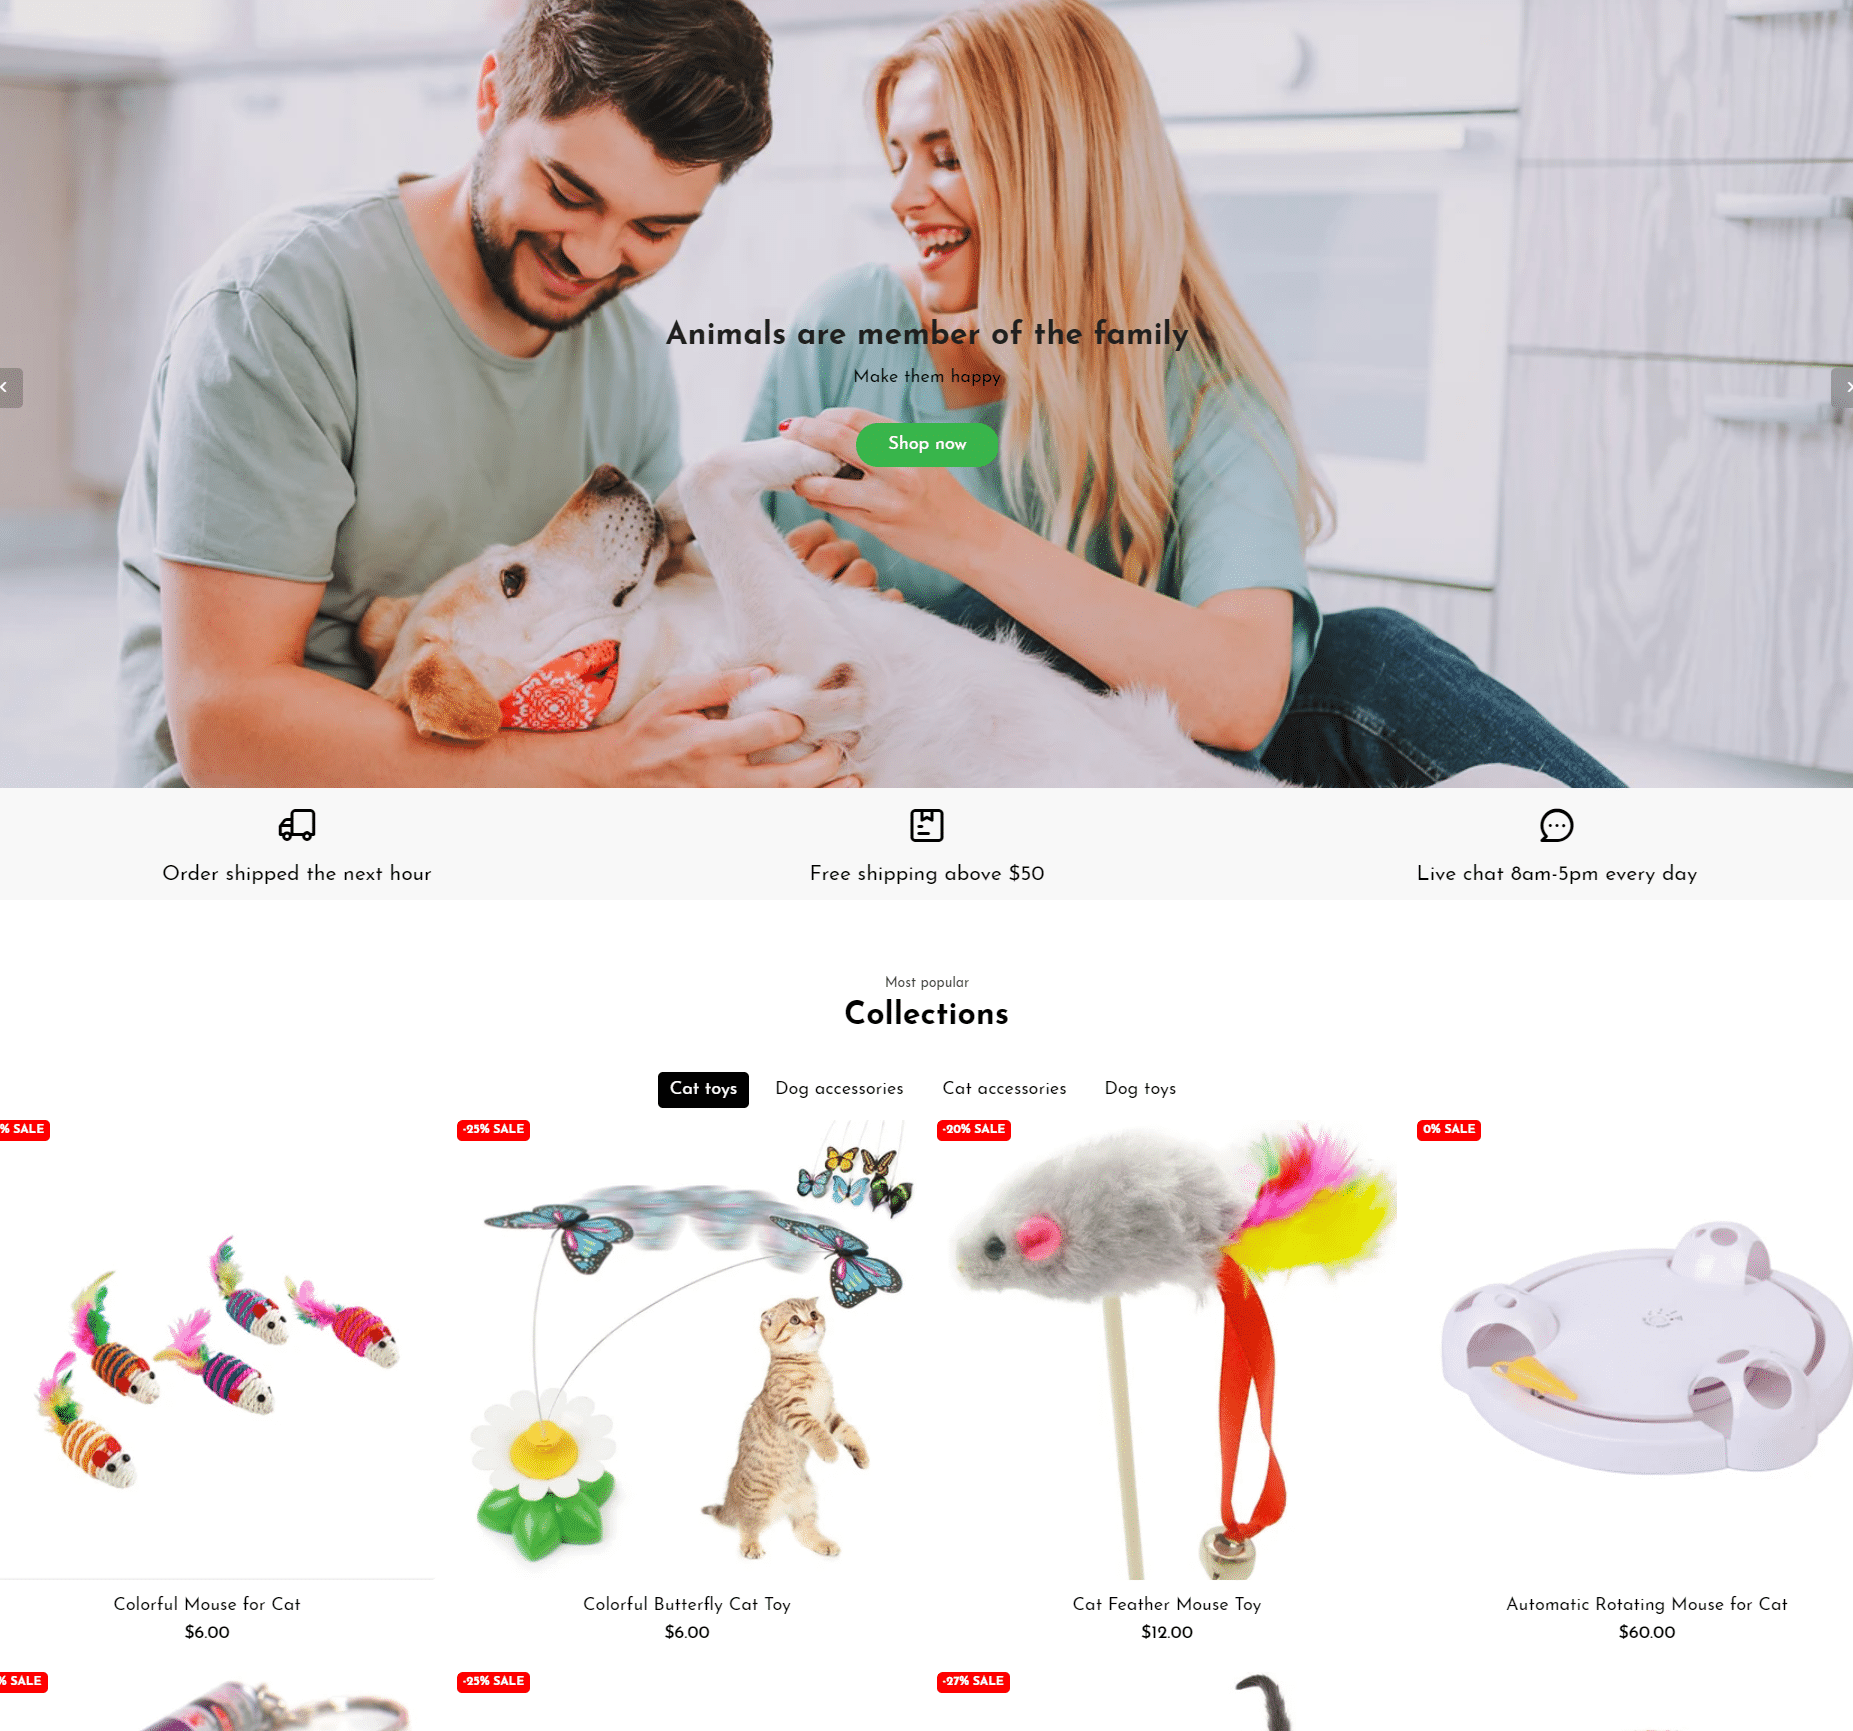 Animals are member of the family
Make them happy
Shop now
Order shipped the next hour
Free shipping above $50
Live chat 8am-5pm every day
Most popular
Collections
Cat toys
Dog accessories
Cat accessories
Dog toys
% SALE
-25% SALE
-20% SALE
0% SALE
Colorful Mouse for Cat
$6.00
Colorful Butterfly Cat Toy
$6.00
Cat Feather Mouse Toy
$12.00
Automatic Rotating Mouse for Cat
$60.00
% SALE
-25% SALE
-27% SALE